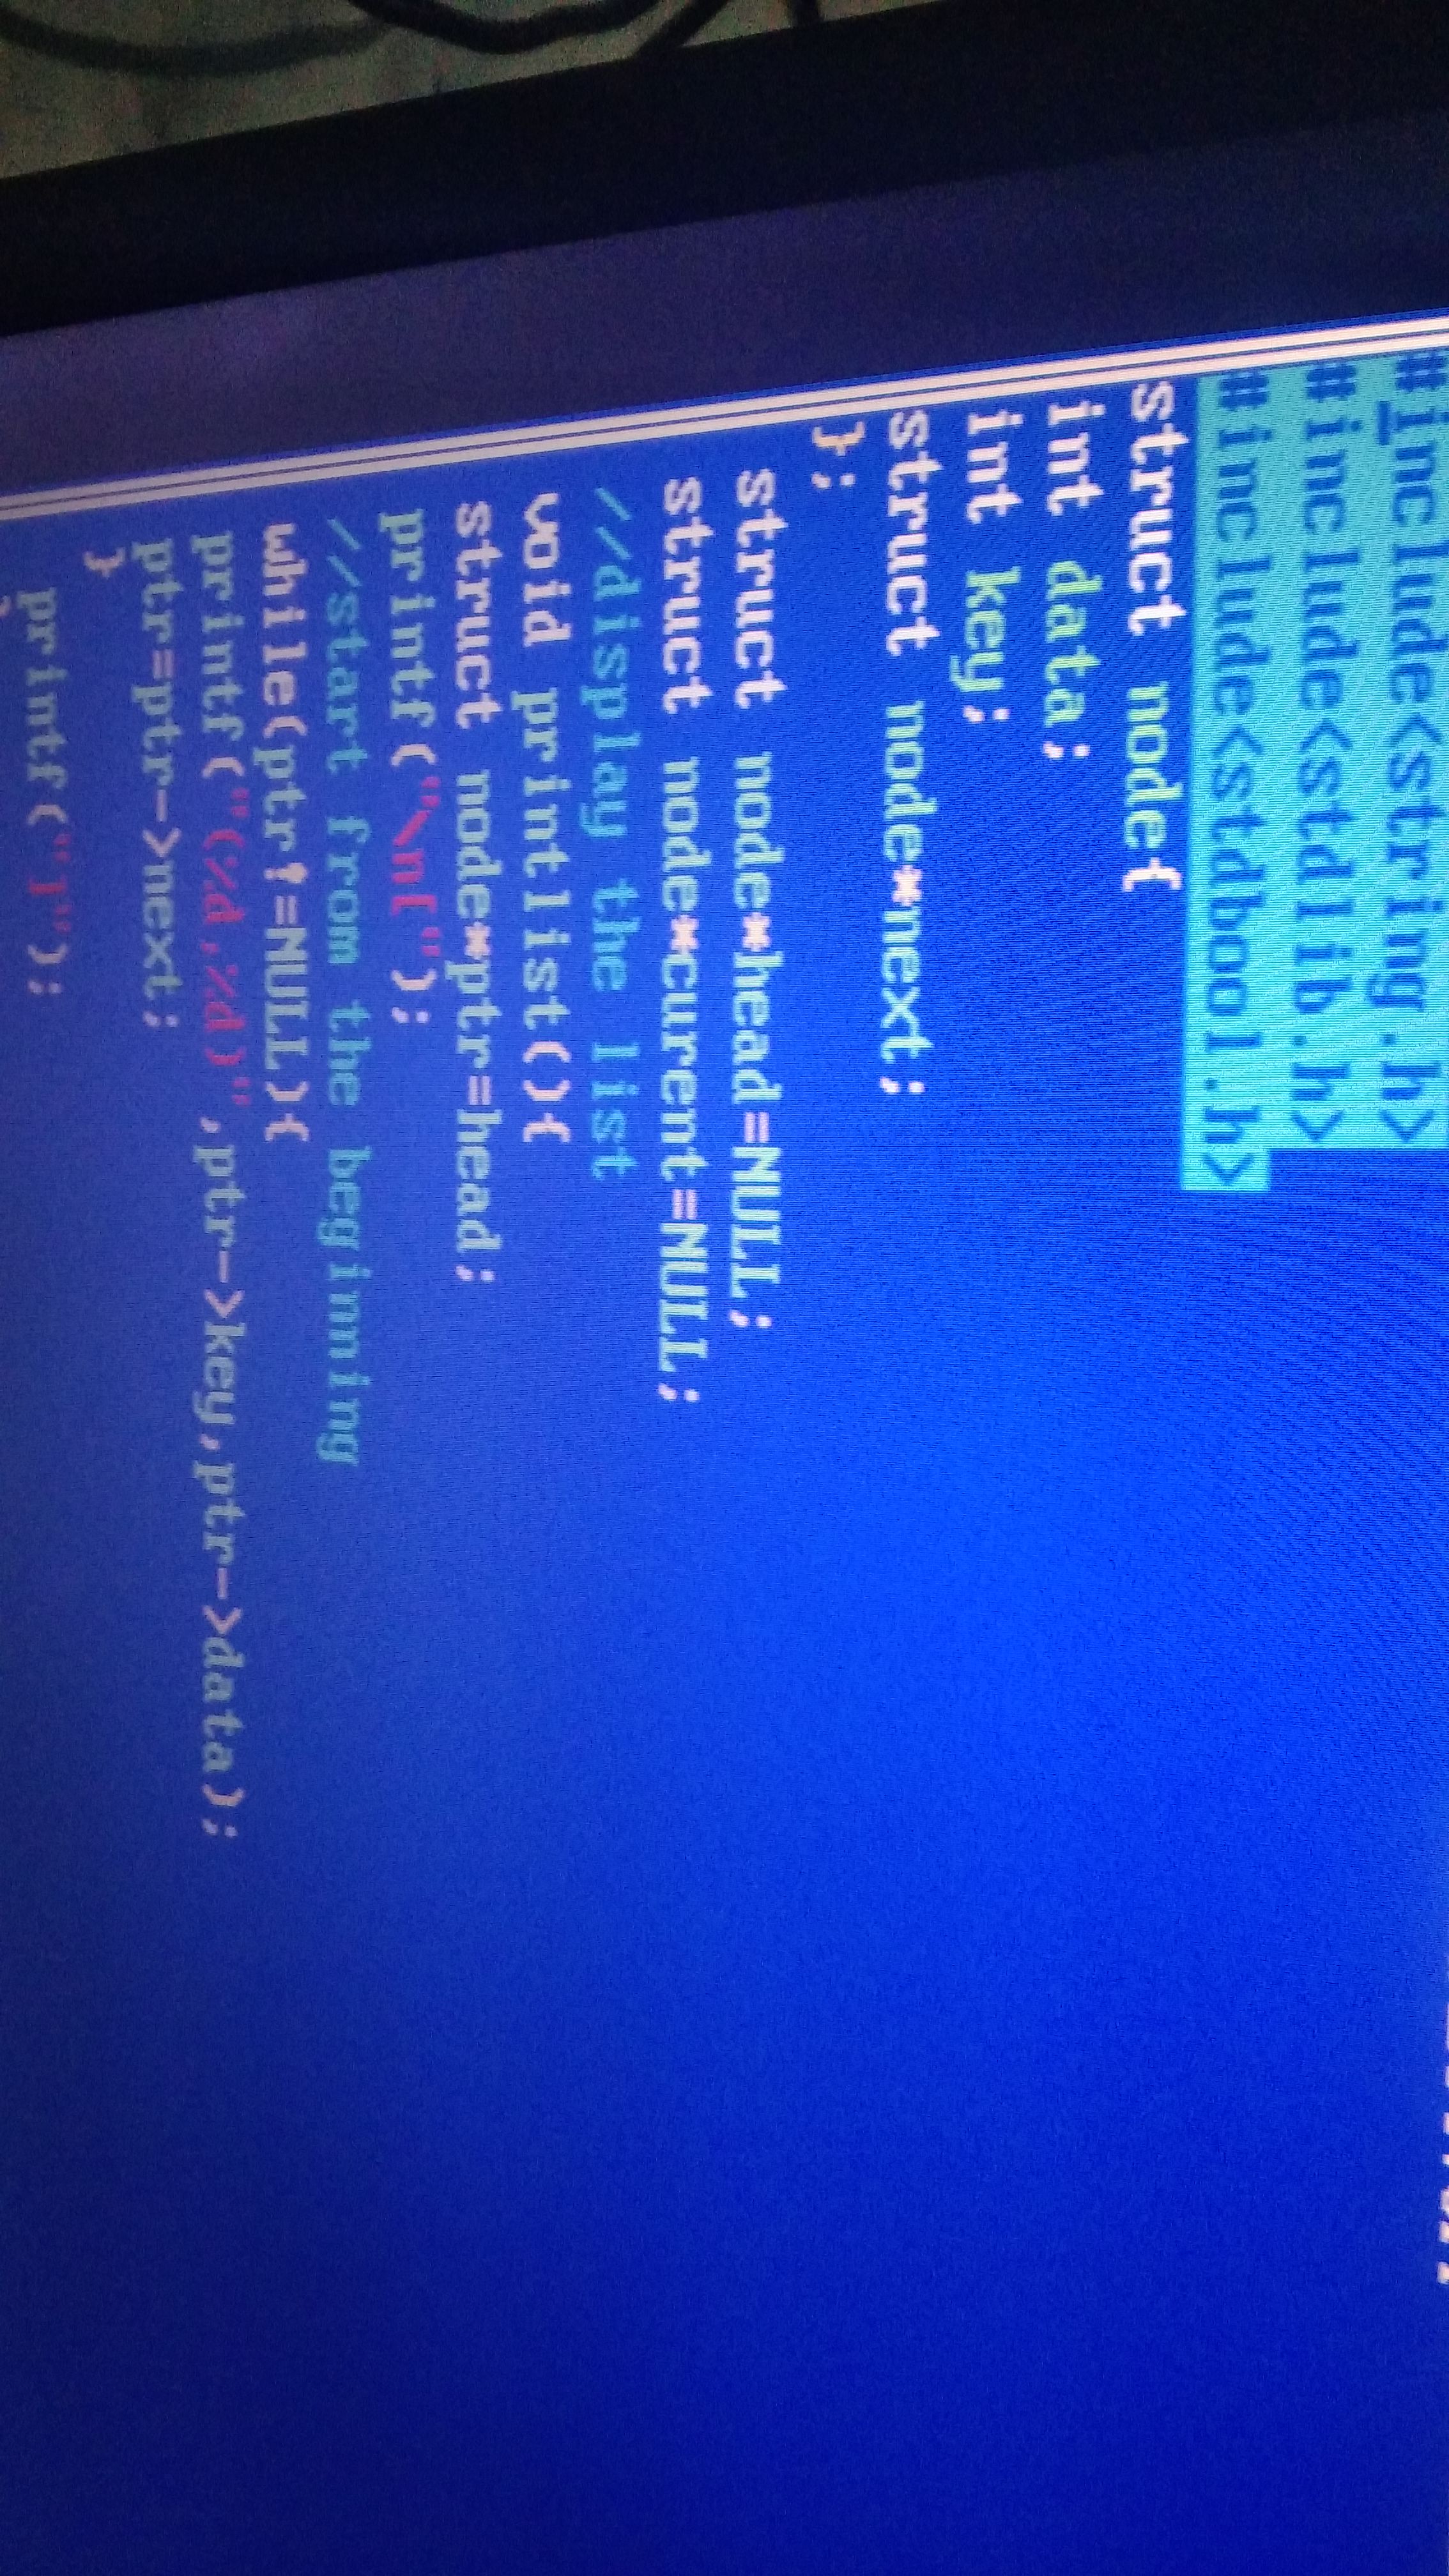 #include<string.h>
#include<stdlib.h>
#include<stdbool.h>
struct node{
int data;
int key;
struct node*next;
};
struct node*head=NULL;
struct node*curent=NULL;
//display the list
void printlist(){
struct node*ptr=head;
printf("\n[");
//start from the beginning
while(ptr!=NULL){
printf("(%d,%d)",ptr->key,ptr->data);
ptr=ptr->next;
}
printf("]");